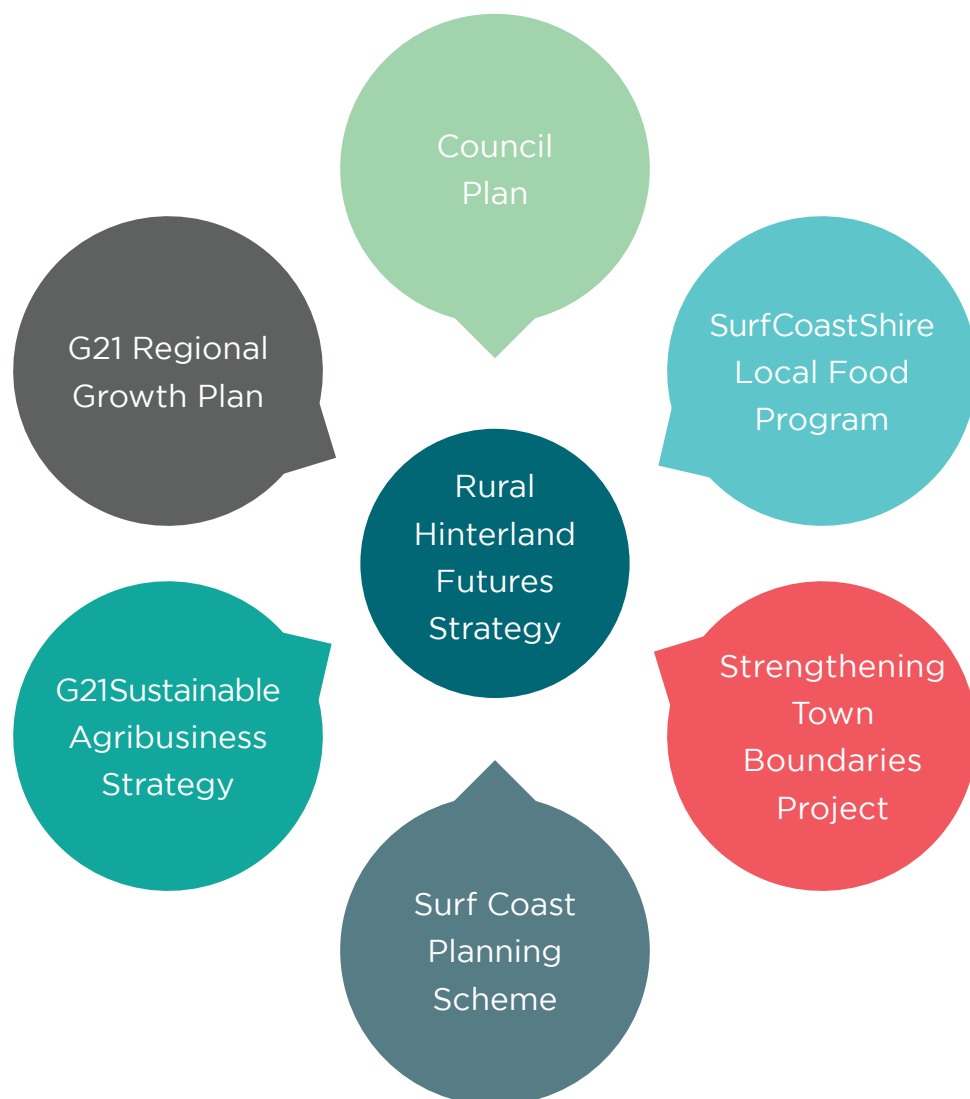 Council
Plan
G21 Regional
Growth Plan
SurfCoastShire
Local Food
Program
Rural
Hinterland
Futures
Strategy
G21Sustainable
Agribusiness
Strategy
Strengthening
Town
Boundaries
Project
Surf Coast
Planning
Scheme